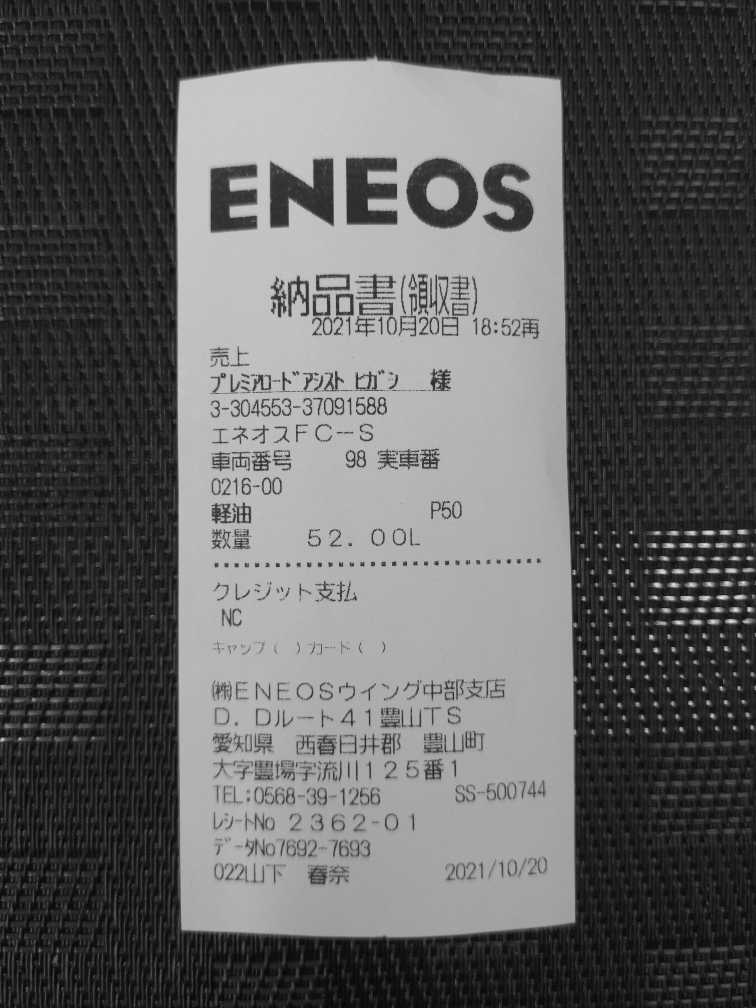 ENEOS
納品書(領収書)
2021年10月20日 18:52再
売上
プレミアロードアシスト ヒガシ 様
3-304553-37091588
エネオスFC-S
車両番号 98 実車番
0216-00
軽油 P50
数量 52.00L
クレジット支払
NC
キャップ( )カード( )
㈱ENEOSウイング中部支店
D.Dルート41豊山TS
愛知県 西春日井郡 豊山町
大字豊場字流川125番1
TEL:0568-39-1256 SS-500744
レシートNo 2362-01
データNo7692-7693
022山下 春奈 2021/10/20